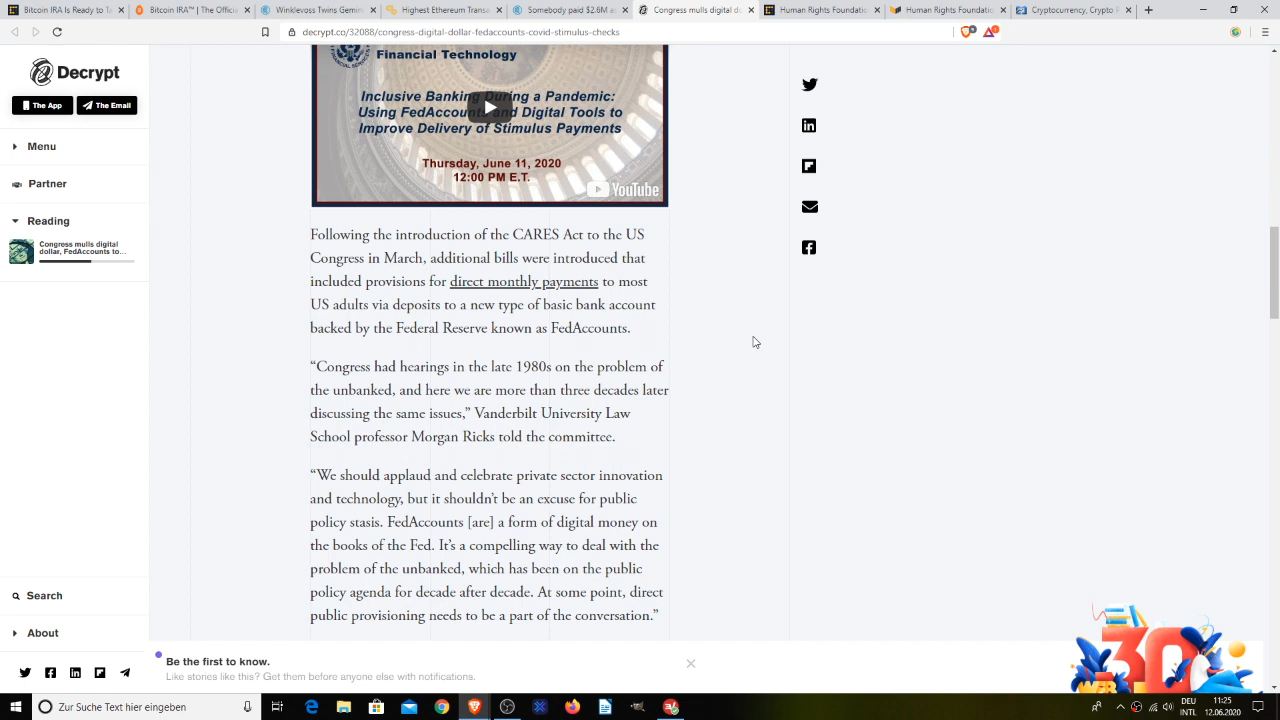 Bitcoin IRA Is Ready to Ta
Bitcoin IRA™ | The Officia
Winklevoss Twins Gemin
Highest Ethereum Transa
Somebody paid $2.6M as
Congress mulls digital do
Human Rights Foundatio
Human Rights Foundatio
Cryptocurrency, Crypto R
decrypt.co/32088/congress-digital-dollar-fedaccounts-covid-stimulus-checks
Decrypt
The App
The Email
Menu
Partner
Reading
Congress mulls digital
dollar, FedAccounts to...
Search
About
Financial Technology
Inclusive Banking During a Pandemic:
Using FedAccounts and Digital Tools to
Improve Delivery of Stimulus Payments
Thursday, June 11, 2020
12:00 PM E.T.
YouTube
Following the introduction of the CARES Act to the US
Congress in March, additional bills were introduced that
included provisions for direct monthly payments to most
US adults via deposits to a new type of basic bank account
backed by the Federal Reserve known as FedAccounts.
“Congress had hearings in the late 1980s on the problem of
the unbanked, and here we are more than three decades later
discussing the same issues,” Vanderbilt University Law
School professor Morgan Ricks told the committee.
“We should applaud and celebrate private sector innovation
and technology, but it shouldn’t be an excuse for public
policy stasis. FedAccounts [are] a form of digital money on
the books of the Fed. It’s a compelling way to deal with the
problem of the unbanked, which has been on the public
policy agenda for decade after decade. At some point, direct
public provisioning needs to be a part of the conversation.”
Be the first to know.
Like stories like this? Get them before anyone else with notifications.
30
Zur Suche Text hier eingeben
DEU
INTL
11:25
12.06.2020